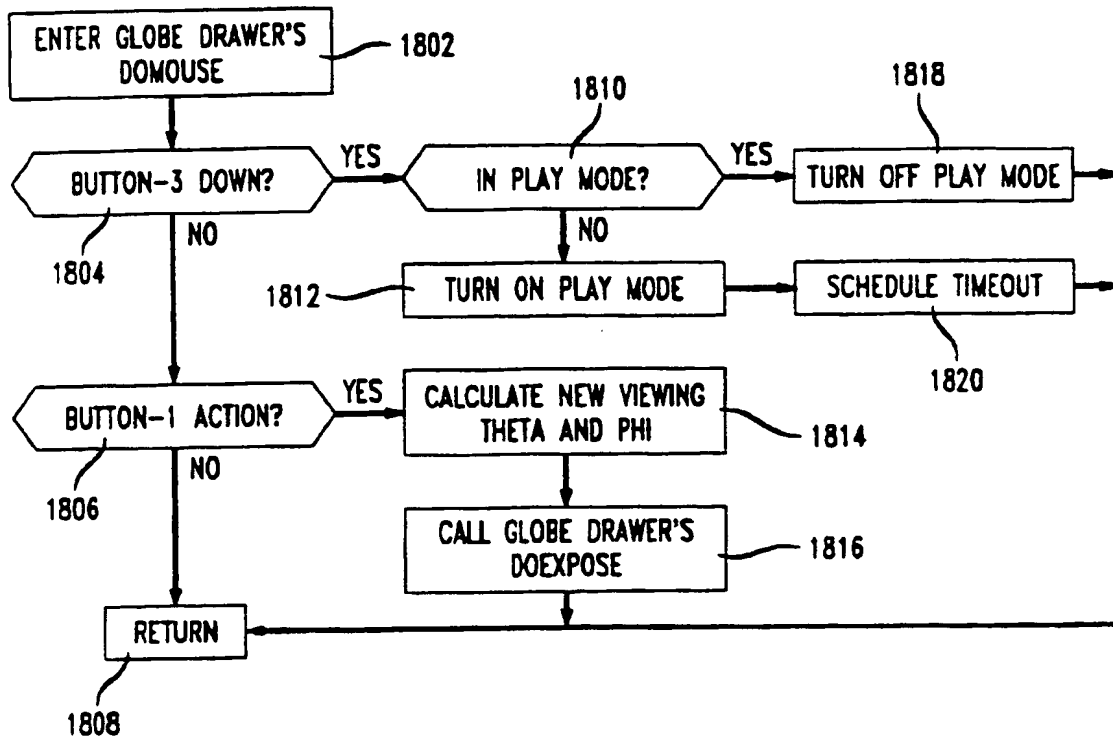 ENTER GLOBE DRAWER'S
DOMOUSE
1802
1810
1818
BUTTON-3 DOWN?
YES
IN PLAY MODE?
YES
TURN OFF PLAY MODE
1804
NO
NO
1812
TURN ON PLAY MODE
SCHEDULE TIMEOUT
1820
BUTTON-1 ACTION?
YES
CALCULATE NEW VIEWING
THETA AND PHI
1814
1806
NO
CALL GLOBE DRAWER'S
DOEXPOSE
1816
RETURN
1808